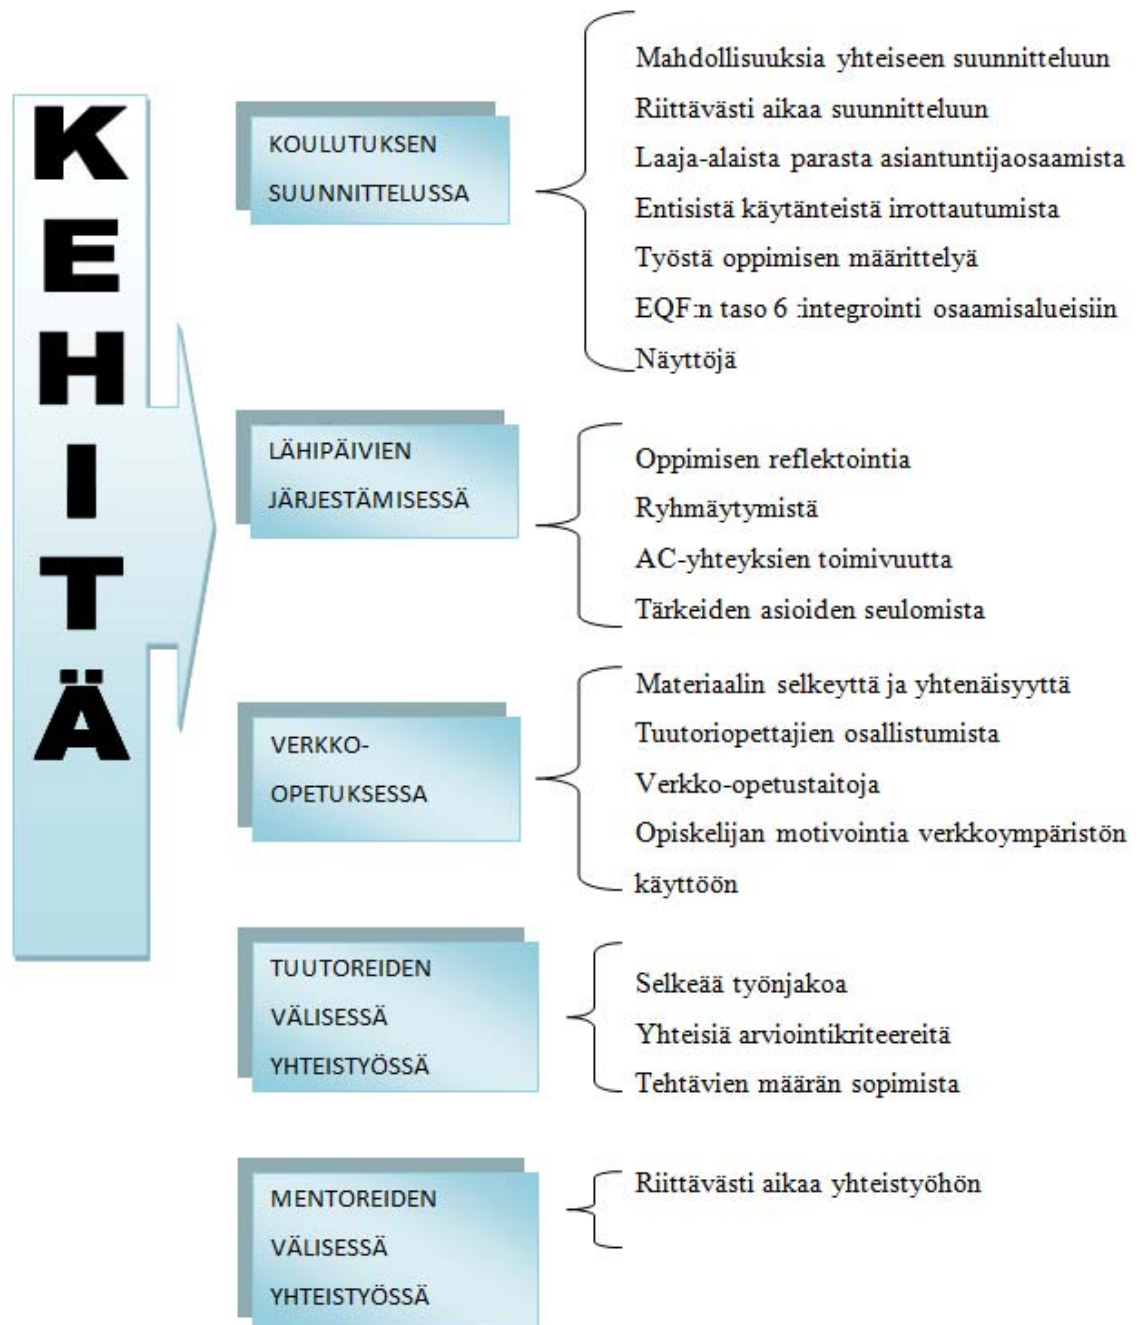 KEHITÄ
KOULUTUKSEN
SUUNNITTELUSSA
Mahdollisuuksia yhteiseen suunnitteluun
Riittävästi aikaa suunnitteluun
Laaja-alaista parasta asiantuntijaosaamista
Entisistä käytänteistä irrottautumista
Työstä oppimisen määrittelyä
EQF:n taso 6 :integrointi osaamisalueisiin
Näyttöjä
LÄHIPÄIVIEN
JÄRJESTÄMISESSÄ
Oppimisen reflektointia
Ryhmäytymistä
AC-yhteyksien toimivuutta
Tärkeiden asioiden seulomista
VERKKO-
OPETUKSESSA
Materiaalin selkeyttä ja yhtenäisyyttä
Tuutoriopettajien osallistumista
Verkko-opetustaitoja
Opiskelijan motivointia verkkoympäristön
käyttöön
TUUTOREIDEN
VÄLISESSÄ
YHTEISTYÖSSÄ
Selkeää työnjakoa
Yhteisiä arviointikriteereitä
Tehtävien määrän sopimista
MENTOREIDEN
VÄLISESSÄ
YHTEISTYÖSSÄ
Riittävästi aikaa yhteistyöhön